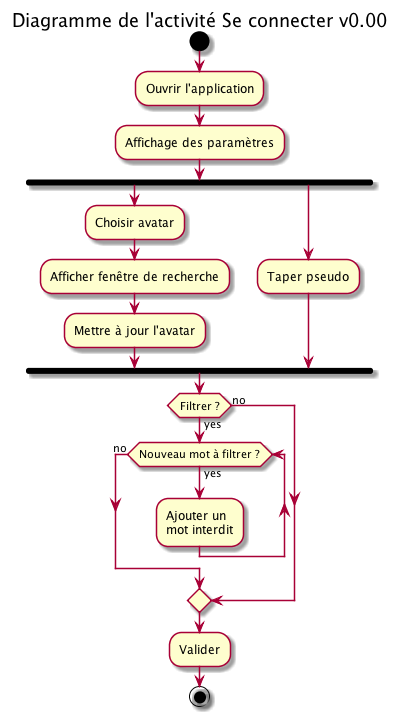 Diagramme de l'activité Se connecter v0.00
Ouvrir l'application
Affichage des paramètres
Choisir avatar
Afficher fenêtre de recherche
Taper pseudo
Mettre à jour l'avatar
Filtrer ?
no
yes
no
Nouveau mot à filtrer ?
yes
Ajouter un
mot interdit
Valider